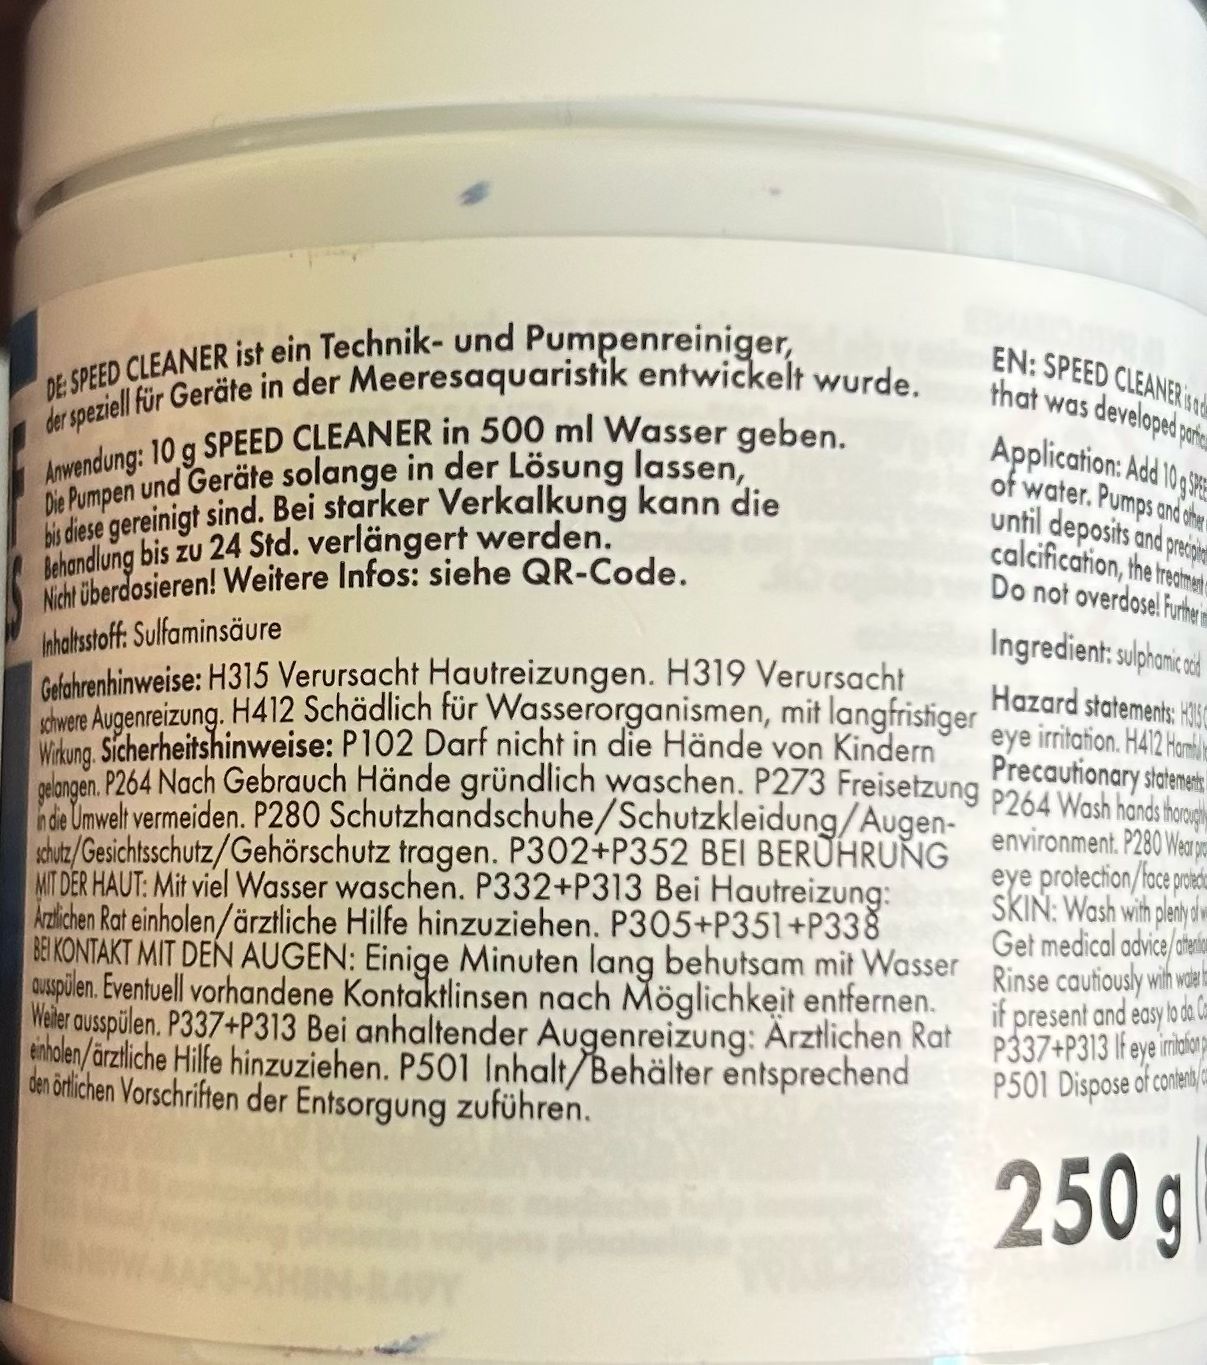 DE: SPEED CLEANER ist ein Technik- und Pumpenreiniger,
der speziell für Geräte in der Meeresaquaristik entwickelt wurde.
Anwendung: 10 g SPEED CLEANER in 500 ml Wasser geben.
Die Pumpen und Geräte solange in der Lösung lassen,
bis diese gereinigt sind. Bei starker Verkalkung kann die
Behandlung bis zu 24 Std. verlängert werden.
Nicht überdosieren! Weitere Infos: siehe QR-Code.
Inhaltsstoff: Sulfaminsäure
Gefahrenhinweise: H315 Verursacht Hautreizungen. H319 Verursacht
schwere Augenreizung. H412 Schädlich für Wasserorganismen, mit langfristiger
Wirkung. Sicherheitshinweise: P102 Darf nicht in die Hände von Kindern
gelangen. P264 Nach Gebrauch Hände gründlich waschen. P273 Freisetzung
in die Umwelt vermeiden. P280 Schutzhandschuhe/Schutzkleidung/Augen-
schutz/Gesichtsschutz/Gehörschutz tragen. P302+P352 BEI BERÜHRUNG
MIT DER HAUT: Mit viel Wasser waschen. P332+P313 Bei Hautreizung:
Ärztlichen Rat einholen/ärztliche Hilfe hinzuziehen. P305+P351+P338
BEI KONTAKT MIT DEN AUGEN: Einige Minuten lang behutsam mit Wasser
ausspülen. Eventuell vorhandene Kontaktlinsen nach Möglichkeit entfernen.
Weiter ausspülen. P337+P313 Bei anhaltender Augenreizung: Ärztlichen Rat
einholen/ärztliche Hilfe hinzuziehen. P501 Inhalt/Behälter entsprechend
den örtlichen Vorschriften der Entsorgung zuführen.
EN: SPEED CLEANER is a
that was developed
Application: Add 10 g
of water. Pumps and other
until deposits and
calcification, the treatment
Do not overdose! Further
Ingredient: sulphamic acid
Hazard statements:
eye irritation. H412
Precautionary statements:
P264 Wash hands
environment. P280 Wear
eye protection/face
SKIN: Wash with plenty of
Get medical advice/
Rinse cautiously with water
if present and easy to do.
P337+P313 If eye irritation
P501 Dispose of contents/
250 g